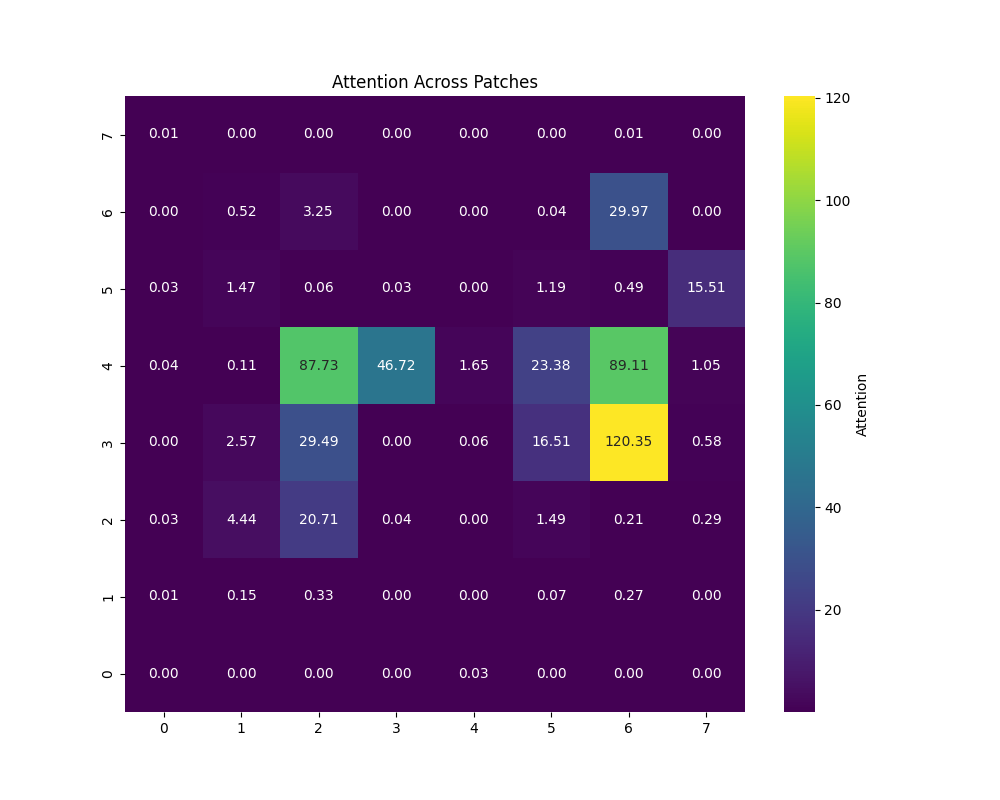 Attention Across Patches
7 0.01 0.00 0.00 0.00 0.00 0.00 0.01 0.00
6 0.00 0.52 3.25 0.00 0.00 0.04 29.97 0.00
5 0.03 1.47 0.06 0.03 0.00 1.19 0.49 15.51
4 0.04 0.11 87.73 46.72 1.65 23.38 89.11 1.05
3 0.00 2.57 29.49 0.00 0.06 16.51 120.35 0.58
2 0.03 4.44 20.71 0.04 0.00 1.49 0.21 0.29
1 0.01 0.15 0.33 0.00 0.00 0.07 0.27 0.00
0 0.00 0.00 0.00 0.00 0.03 0.00 0.00 0.00
0 1 2 3 4 5 6 7
120
100
80
60
40
20
Attention